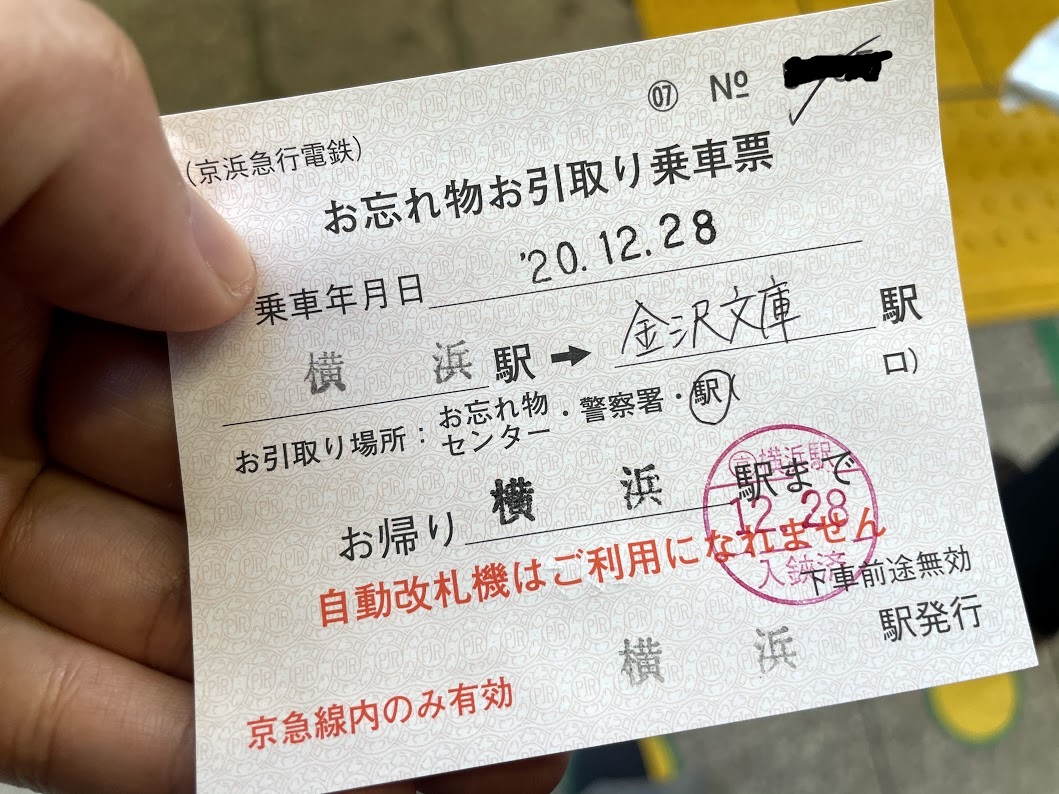 07 No
(京浜急行電鉄)
お忘れ物お引取り乗車票
乗車年月日 '20.12.28
横浜駅➡金沢文庫駅
お引取り場所：お忘れ物センター・警察署・駅( 口)
お帰り 横浜 駅まで
横浜駅
12.28
入鋏済
自動改札機はご利用になれません
下車前途無効
横浜 駅発行
京急線内のみ有効